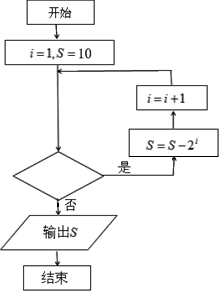 开始
i=1,S=10
i=i+1
S=S-2^i
是
否
输出S
结束